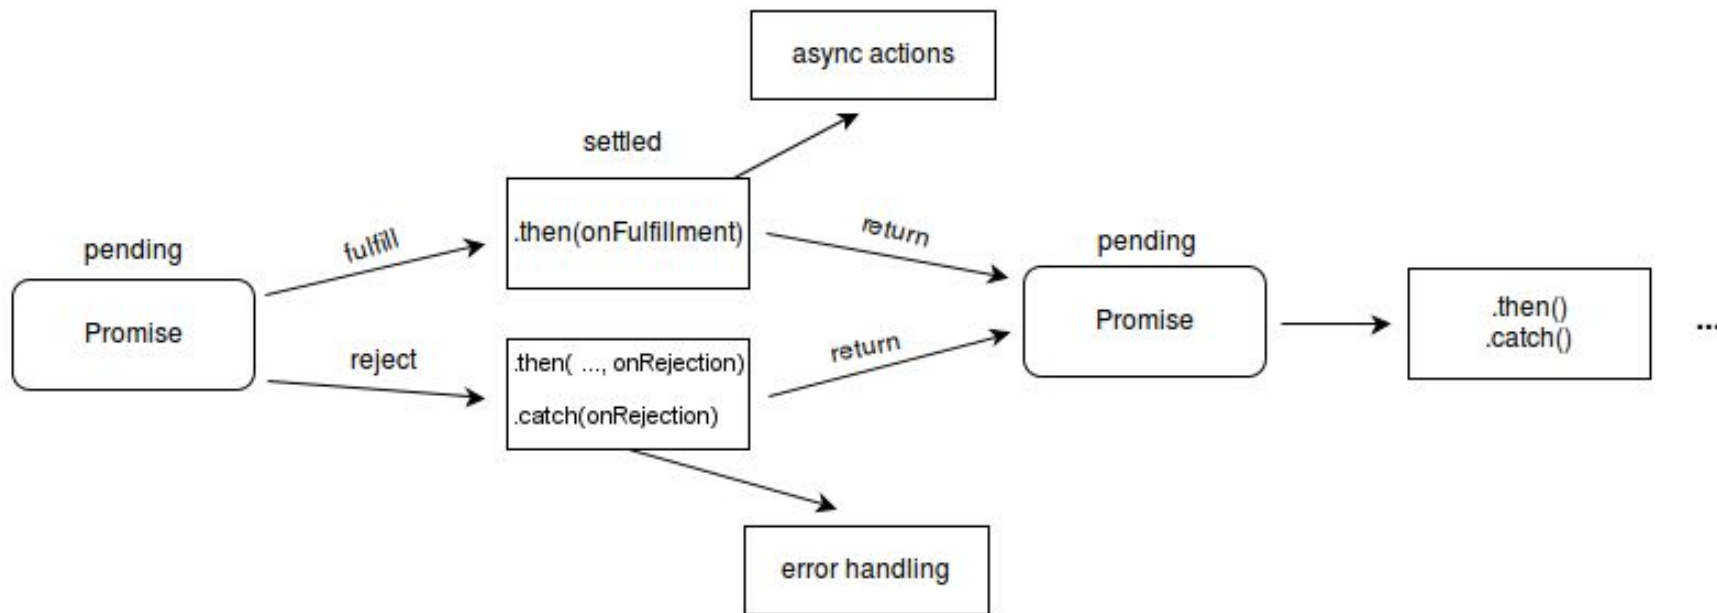 async actions
settled
.then(onFulfillment)
fulfill
return
pending
pending
Promise
Promise
.then()
.catch()
...
reject
.then( ..., onRejection)
.catch(onRejection)
return
error handling